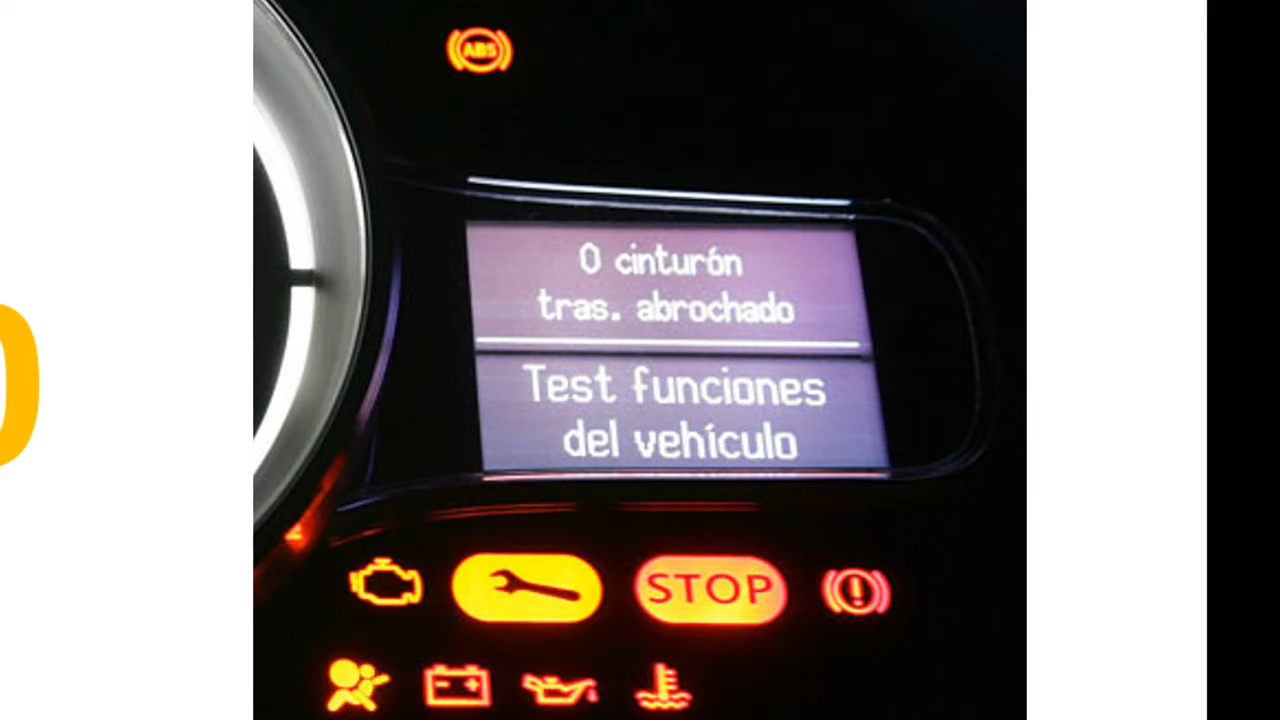 ABS
0 cinturón
tras. abrochado
Test funciones
del vehículo
STOP